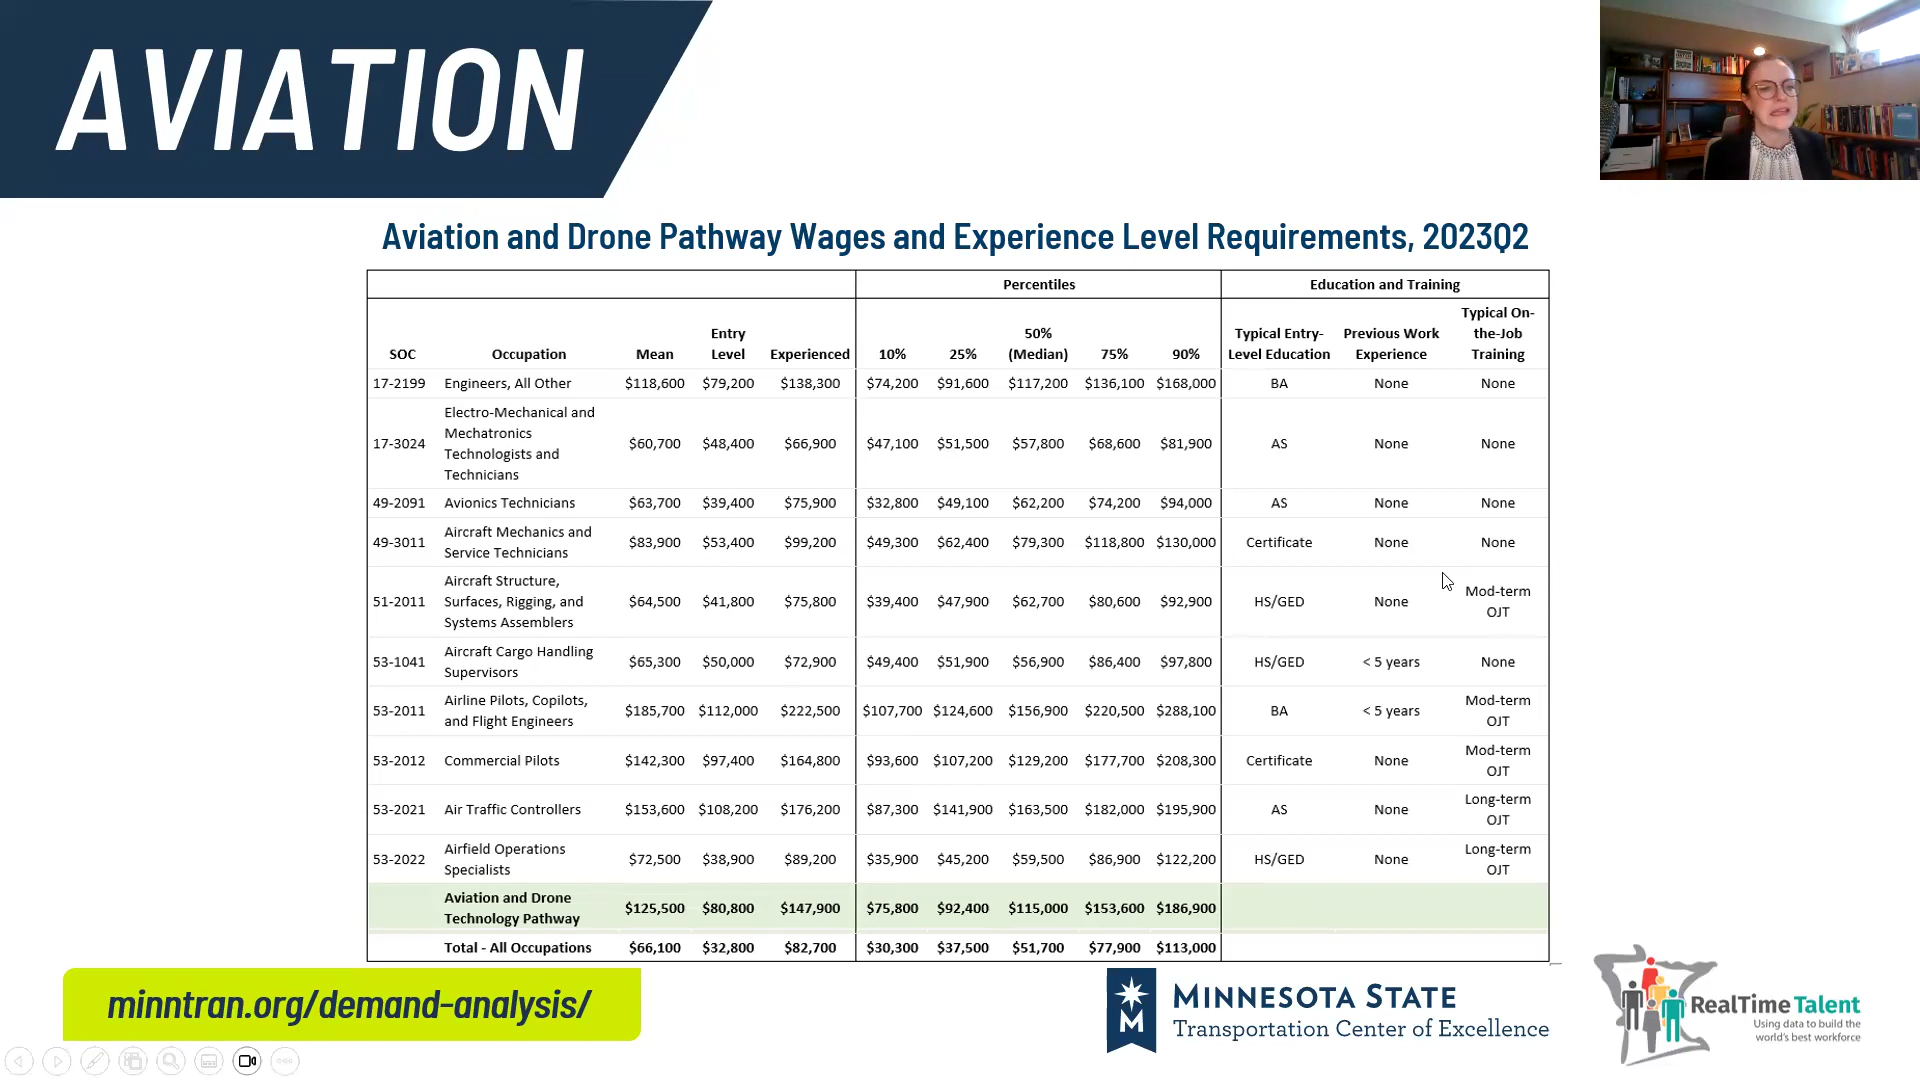 AVIATION
Aviation and Drone Pathway Wages and Experience Level Requirements, 2023Q2
Percentiles Education and Training
SOC Occupation Mean Entry Level Experienced 10% 25% 50% (Median) 75% 90% Typical Entry-Level Education Previous Work Experience Typical On-the-Job Training
17-2199 Engineers, All Other $118,600 $79,200 $138,300 $74,200 $91,600 $117,200 $136,100 $168,000 BA None None
17-3024 Electro-Mechanical and Mechatronics Technologists and Technicians $60,700 $48,400 $66,900 $47,100 $51,500 $57,800 $68,600 $81,900 AS None None
49-2091 Avionics Technicians $63,700 $39,400 $75,900 $32,800 $49,100 $62,200 $74,200 $94,000 AS None None
49-3011 Aircraft Mechanics and Service Technicians $83,900 $53,400 $99,200 $49,300 $62,400 $79,300 $118,800 $130,000 Certificate None None
51-2011 Aircraft Structure, Surfaces, Rigging, and Systems Assemblers $64,500 $41,800 $75,800 $39,400 $47,900 $62,700 $80,600 $92,900 HS/GED None Mod-term OJT
53-1041 Aircraft Cargo Handling Supervisors $65,300 $50,000 $72,900 $49,400 $51,900 $56,900 $86,400 $97,800 HS/GED < 5 years None
53-2011 Airline Pilots, Copilots, and Flight Engineers $185,700 $112,000 $222,500 $107,700 $124,600 $156,900 $220,500 $288,100 BA < 5 years Mod-term OJT
53-2012 Commercial Pilots $142,300 $97,400 $164,800 $93,600 $107,200 $129,200 $177,700 $208,300 Certificate None Mod-term OJT
53-2021 Air Traffic Controllers $153,600 $108,200 $176,200 $87,300 $141,900 $163,500 $182,000 $195,900 AS None Long-term OJT
53-2022 Airfield Operations Specialists $72,500 $38,900 $89,200 $35,900 $45,200 $59,500 $86,900 $122,200 HS/GED None Long-term OJT
Aviation and Drone Technology Pathway $125,500 $80,800 $147,900 $75,800 $92,400 $115,000 $153,600 $186,900
Total - All Occupations $66,100 $32,800 $82,700 $30,300 $37,500 $51,700 $77,900 $113,000
minntran.org/demand-analysis/
M
MINNESOTA STATE
Transportation Center of Excellence
RealTime Talent
Using data to build the
world's best workforce